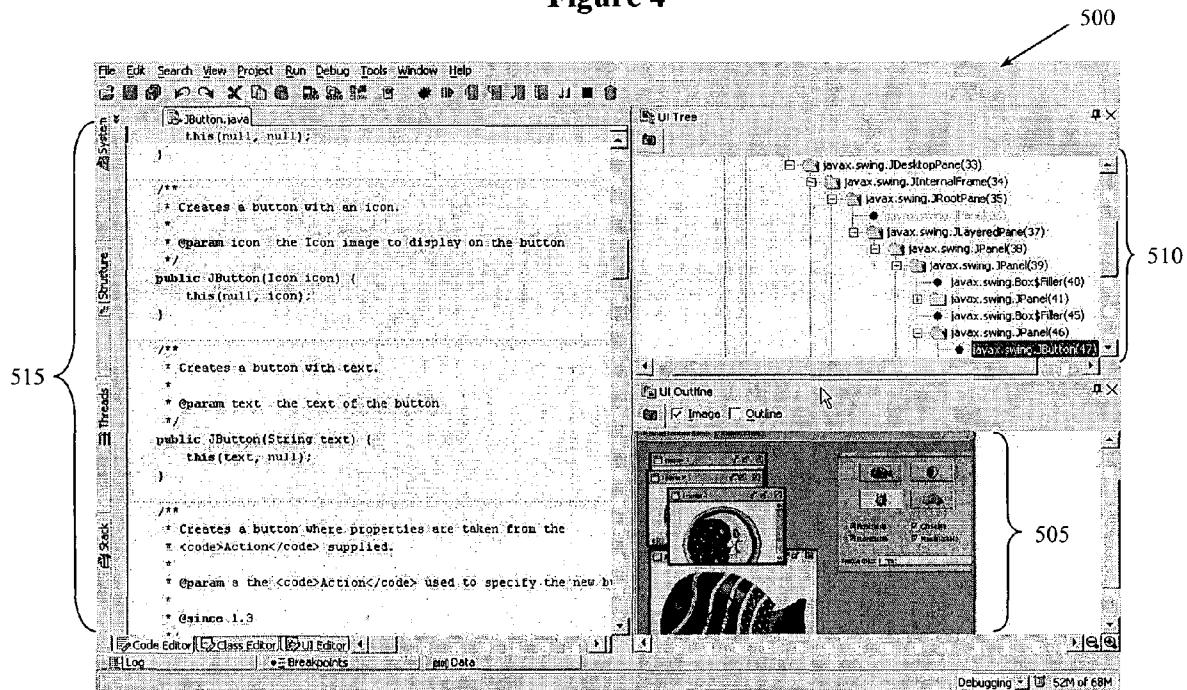 Figure 4
500
File Edit Search View Project Run Debug Tools Window Help
System
Structure
Threads
Stack
515
JButton.java
this(null, null);
}
/**
* Creates a button with an icon.
*
* @param icon the Icon image to display on the button
*/
public JButton(Icon icon) {
this(null, icon);
}
/**
* Creates a button with text.
*
* @param text the text of the button
*/
public JButton(String text) {
this(text, null);
}
/**
* Creates a button where properties are taken from the
* <code>Action</code> supplied.
*
* @param a the <code>Action</code> used to specify the new
*
* @since 1.3
Code Editor Class Editor UI Editor
Log Breakpoints Data
UI Tree
javax.swing.JDesktopPane(33)
javax.swing.JInternalFrame(34)
javax.swing.JRootPane(35)
javax.swing.JLayeredPane(37)
javax.swing.JPanel(38)
javax.swing.JPanel(39)
javax.swing.Box$Filler(40)
javax.swing.JPanel(41)
javax.swing.Box$Filler(45)
javax.swing.JPanel(46)
javax.swing.JButton(47)
510
UI Outline
Image Outline
505
Debugging 52M of 68M